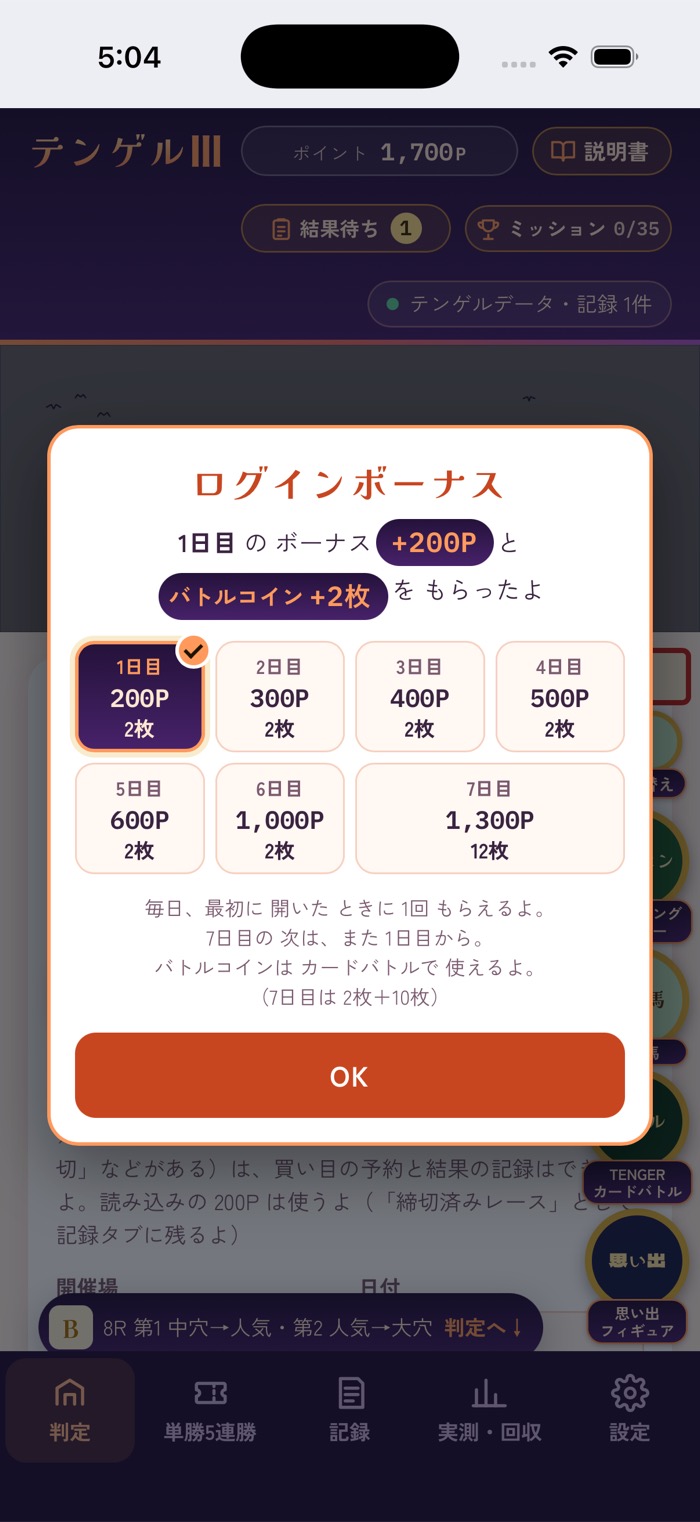 5:04
テンゲルIII
ポイント 1,700P
説明書
結果待ち 1
ミッション 0/35
テンゲルデータ・記録 1件
ログインボーナス
1日目 の ボーナス +200P と
バトルコイン +2枚 を もらったよ
1日目
200P
2枚
2日目
300P
2枚
3日目
400P
2枚
4日目
500P
2枚
5日目
600P
2枚
6日目
1,000P
2枚
7日目
1,300P
12枚
毎日、最初に 開いた ときに 1回 もらえるよ。
7日目の 次は、また 1日目から。
バトルコインは カードバトルで 使えるよ。
（7日目は 2枚＋10枚）
OK
切」などがある）は、買い目の予約と結果の記録はでき
よ。読み込みの 200P は使うよ（「締切済みレース」として
記録タブに残るよ）
開催場
日付
TENGER
カードバトル
思い出
思い出
フィギュア
B 8R 第1 中穴→人気・第2 人気→大穴 判定へ↓
判定
単勝5連勝
記録
実測・回収
設定